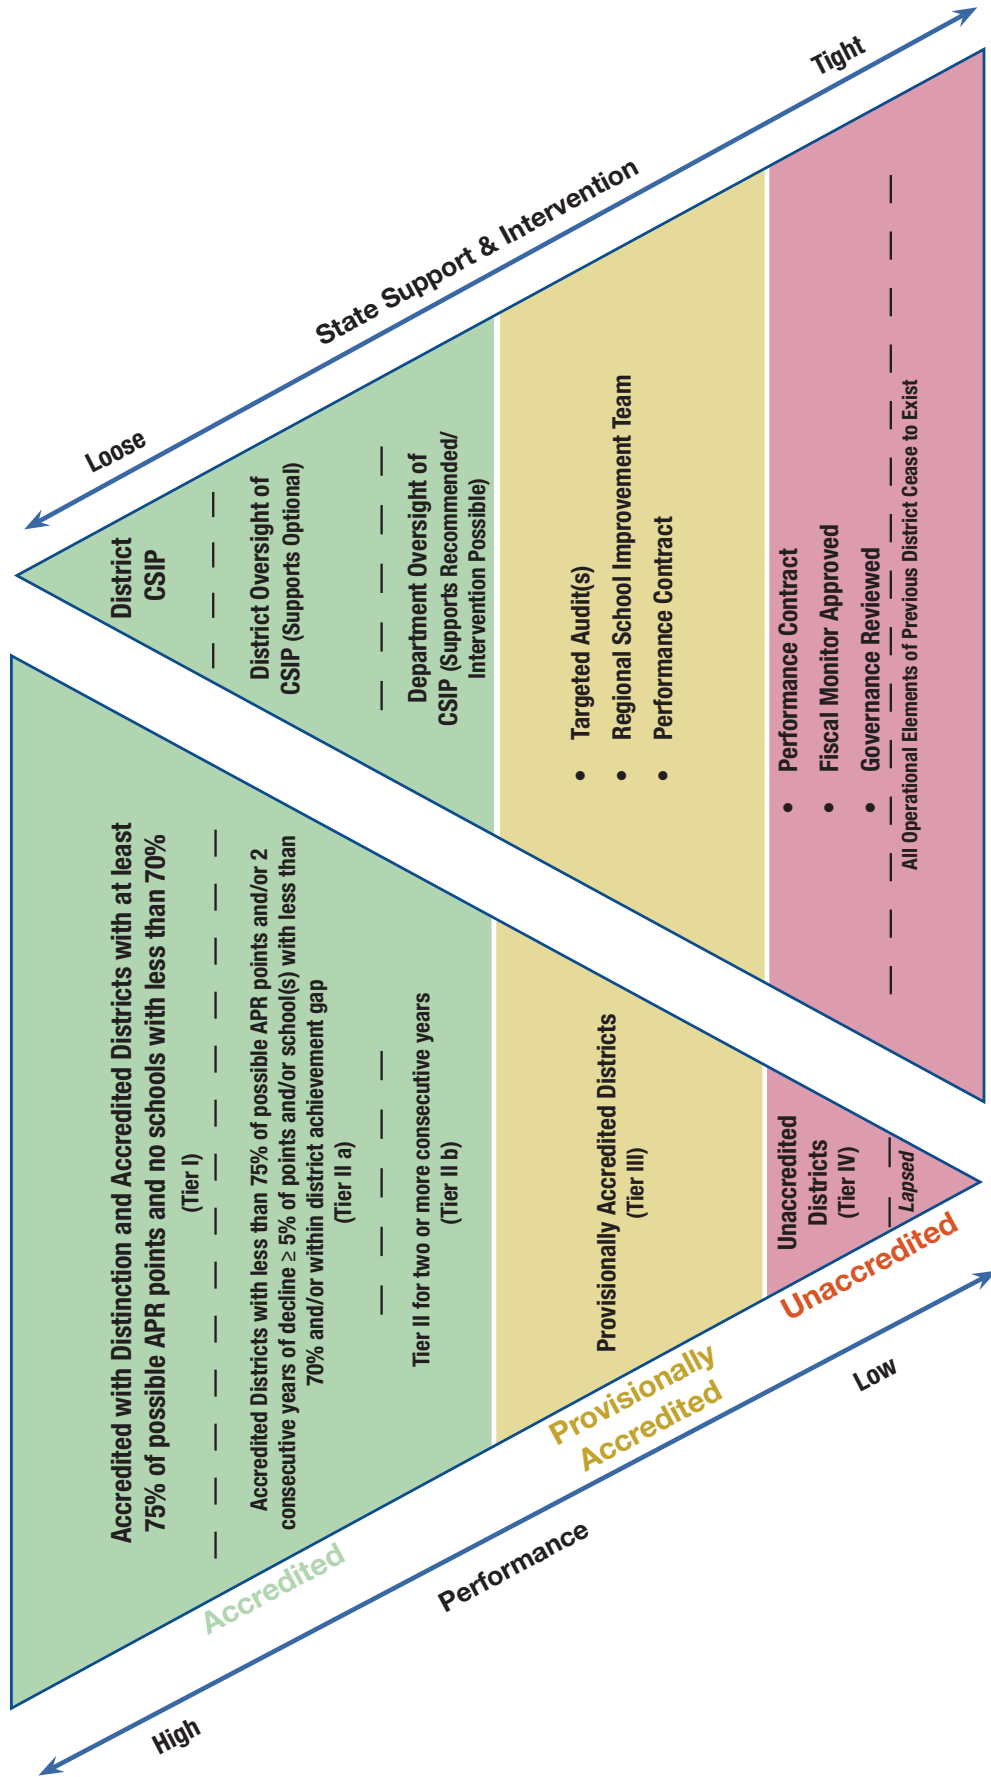 Accredited with Distinction and Accredited Districts with at least
75% of possible APR points and no schools with less than 70%
(Tier I)
Accredited Districts with less than 75% of possible APR points and/or 2
consecutive years of decline ≥ 5% of points and/or school(s) with less than
70% and/or within district achievement gap
(Tier II a)
Tier II for two or more consecutive years
(Tier II b)
Provisionally Accredited Districts
(Tier III)
Unaccredited
Districts
(Tier IV)
Lapsed
High
Performance
Low
Accredited
Provisionally
Accredited
Unaccredited
District
CSIP
District Oversight of
CSIP (Supports Optional)
Department Oversight of
CSIP (Supports Recommended/
Intervention Possible)
• Targeted Audit(s)
• Regional School Improvement Team
• Performance Contract
• Performance Contract
• Fiscal Monitor Approved
• Governance Reviewed
All Operational Elements of Previous District Cease to Exist
Loose
State Support & Intervention
Tight